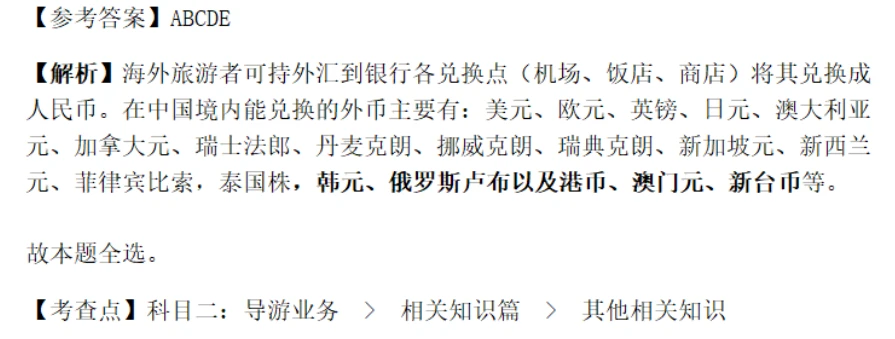 【参考答案】ABCDE
【解析】海外旅游者可持外汇到银行各兑换点（机场、饭店、商店）将其兑换成
人民币。在中国境内能兑换的外币主要有：美元、欧元、英镑、日元、澳大利亚
元、加拿大元、瑞士法郎、丹麦克朗、挪威克朗、瑞典克朗、新加坡元、新西兰
元、菲律宾比索，泰国株，韩元、俄罗斯卢布以及港币、澳门元、新台币等。
故本题全选。
【考查点】科目二：导游业务 > 相关知识篇 > 其他相关知识